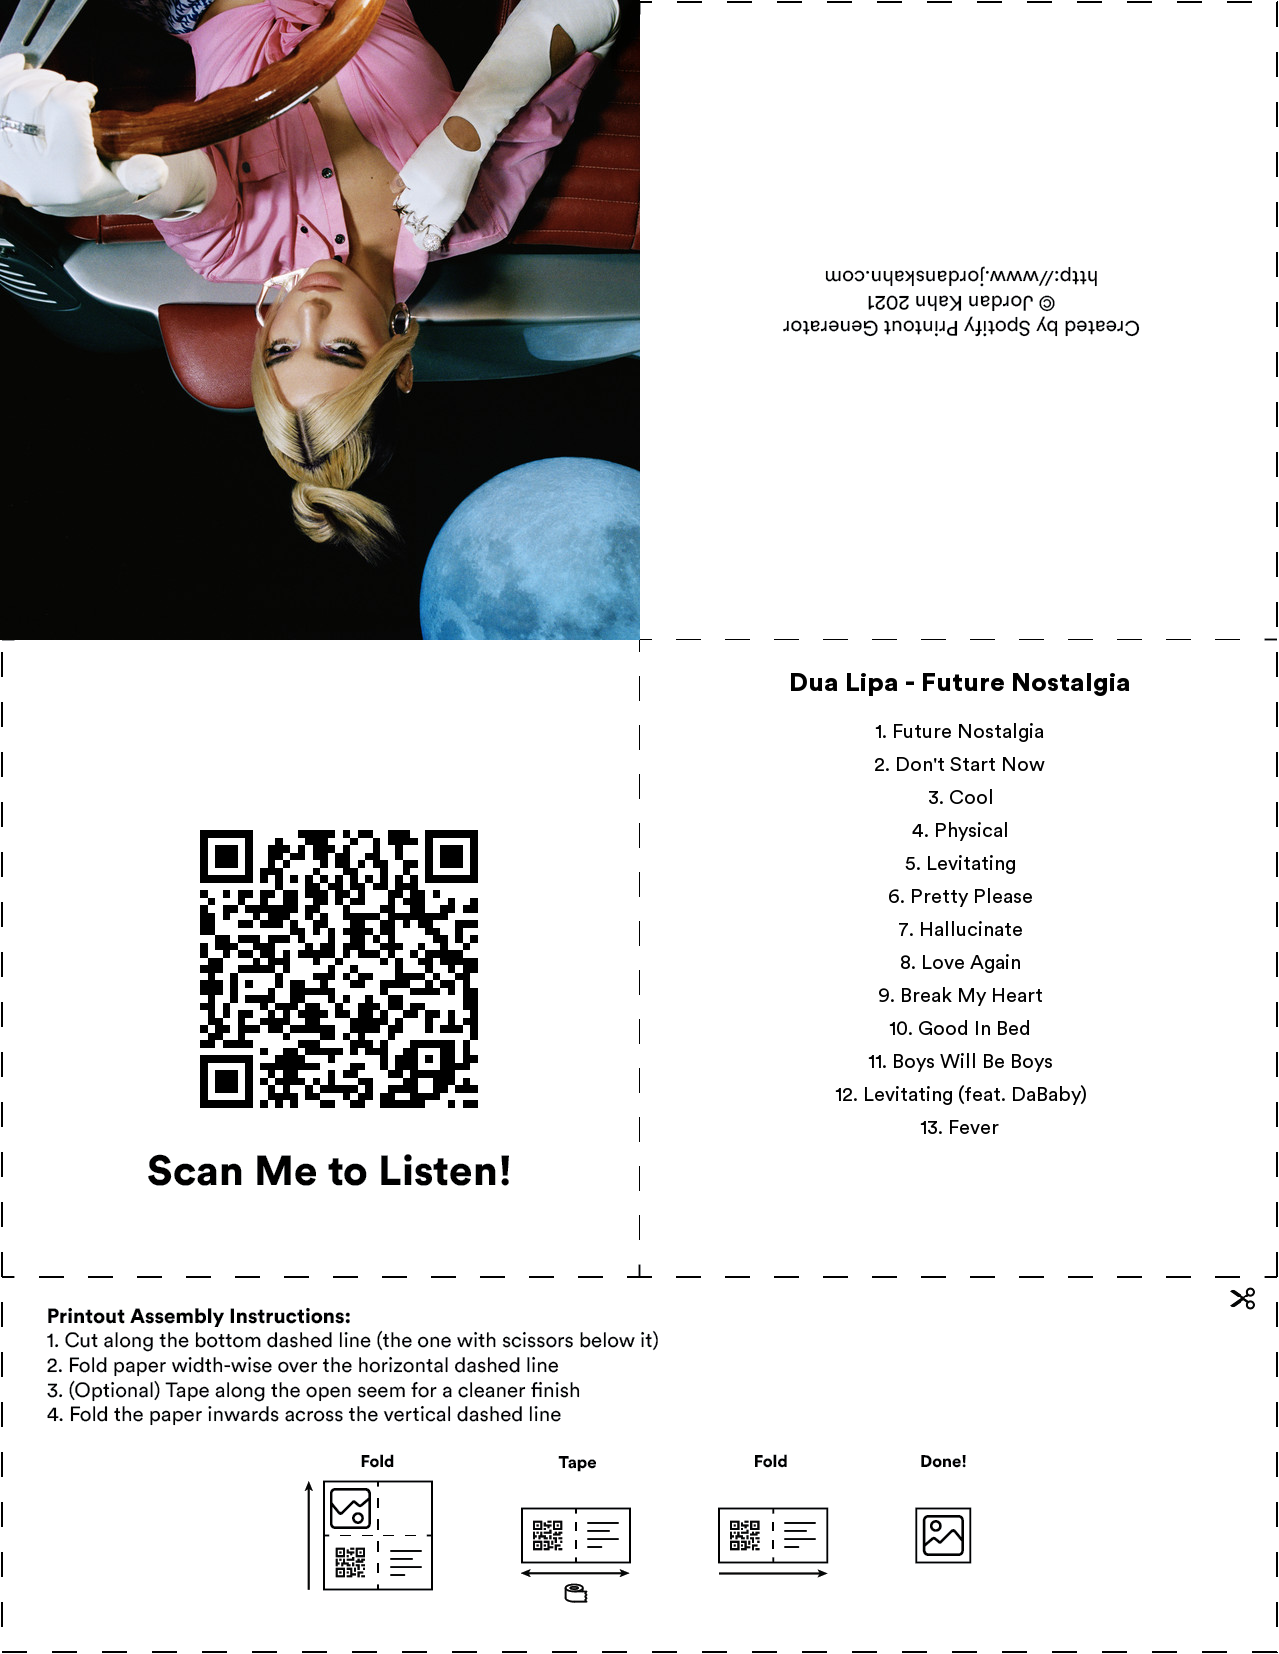 Created by Spotify Printout Generator
© Jordan Kahn 2021
http://www.jordanskahn.com
Dua Lipa - Future Nostalgia
1. Future Nostalgia
2. Don't Start Now
3. Cool
4. Physical
5. Levitating
6. Pretty Please
7. Hallucinate
8. Love Again
9. Break My Heart
10. Good In Bed
11. Boys Will Be Boys
12. Levitating (feat. DaBaby)
13. Fever
Scan Me to Listen!
Printout Assembly Instructions:
1. Cut along the bottom dashed line (the one with scissors below it)
2. Fold paper width-wise over the horizontal dashed line
3. (Optional) Tape along the open seem for a cleaner finish
4. Fold the paper inwards across the vertical dashed line
Fold
Tape
Fold
Done!